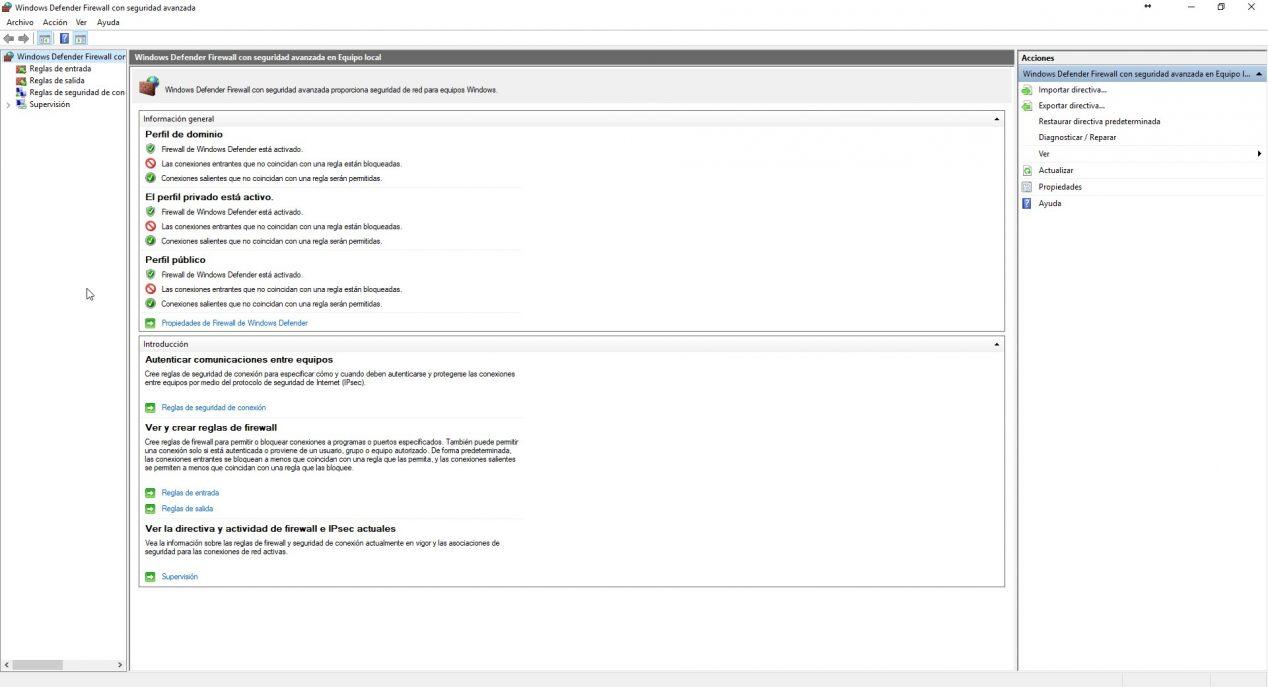 Windows Defender Firewall con seguridad avanzada
Archivo Acción Ver Ayuda
Windows Defender Firewall cor
Reglas de entrada
Reglas de salida
Reglas de seguridad de con
Supervisión
Windows Defender Firewall con seguridad avanzada en Equipo local
Windows Defender Firewall con seguridad avanzada proporciona seguridad de red para equipos Windows.
Información general
Perfil de dominio
Firewall de Windows Defender está activado.
Las conexiones entrantes que no coincidan con una regla están bloqueadas.
Conexiones salientes que no coincidan con una regla serán permitidas.
El perfil privado está activo.
Firewall de Windows Defender está activado.
Las conexiones entrantes que no coincidan con una regla están bloqueadas.
Conexiones salientes que no coincidan con una regla serán permitidas.
Perfil público
Firewall de Windows Defender está activado.
Las conexiones entrantes que no coincidan con una regla están bloqueadas.
Conexiones salientes que no coincidan con una regla serán permitidas.
Propiedades de Firewall de Windows Defender
Introducción
Autenticar comunicaciones entre equipos
Cree reglas de seguridad de conexión para especificar cómo y cuando deben autenticarse y protegerse las conexiones
entre equipos por medio del protocolo de seguridad de Internet (IPsec).
Reglas de seguridad de conexión
Ver y crear reglas de firewall
Cree reglas de firewall para permitir o bloquear conexiones a programas o puertos especificados. También puede permitir
una conexión solo si está autenticada o proviene de un usuario, grupo o equipo autorizado. De forma predeterminada,
las conexiones entrantes se bloquean a menos que coincidan con una regla que las permita, y las conexiones salientes
se permiten a menos que coincidan con una regla que las bloquee.
Reglas de entrada
Reglas de salida
Ver la directiva y actividad de firewall e IPsec actuales
Vea la información sobre las reglas de firewall y seguridad de conexión actualmente en vigor y las asociaciones de
seguridad para las conexiones de red activas.
Supervisión
Acciones
Windows Defender Firewall con seguridad avanzada en Equipo l...
Importar directiva...
Exportar directiva...
Restaurar directiva predeterminada
Diagnosticar / Reparar
Ver
Actualizar
Propiedades
Ayuda